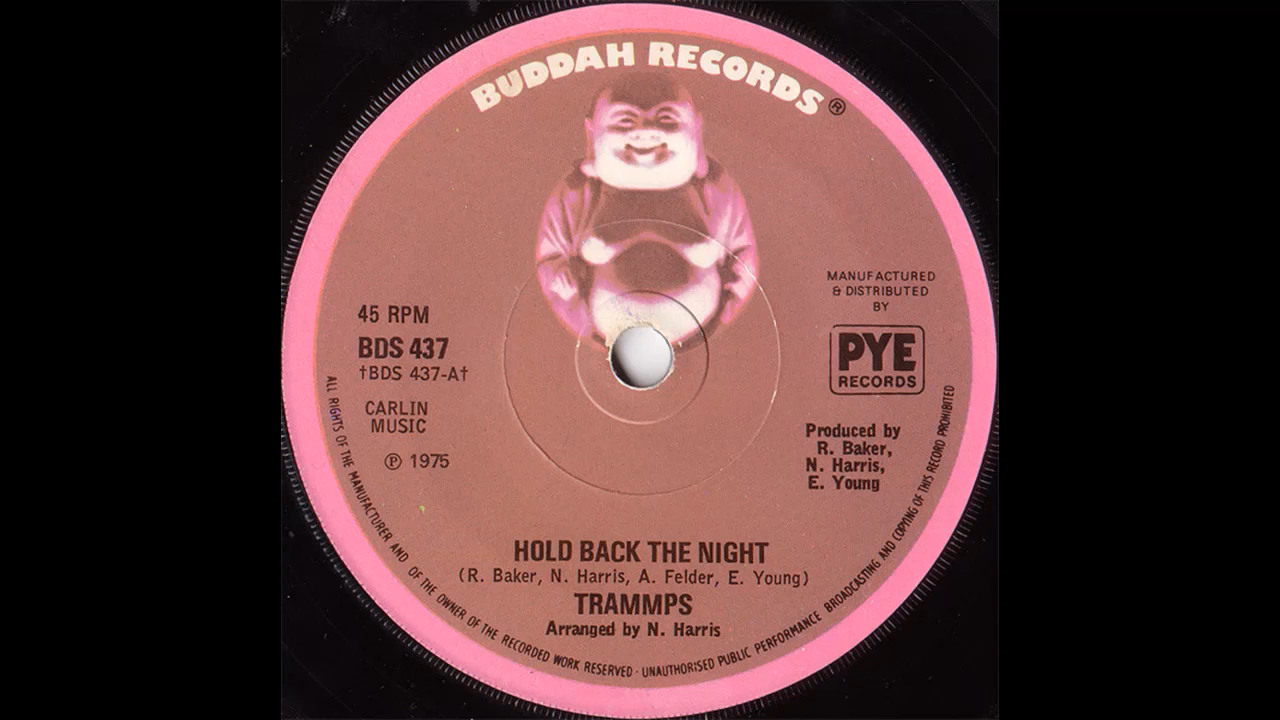 BUDDAH RECORDS®
MANUFACTURED
& DISTRIBUTED
BY
PYE
RECORDS
45 RPM
BDS 437
†BDS 437-A†
CARLIN
MUSIC
℗ 1975
Produced by
R. Baker,
N. Harris,
E. Young
HOLD BACK THE NIGHT
(R. Baker, N. Harris, A. Felder, E. Young)
TRAMMPS
Arranged by N. Harris
ALL RIGHTS OF THE MANUFACTURER AND OF THE OWNER OF THE RECORDED WORK RESERVED · UNAUTHORISED PUBLIC PERFORMANCE BROADCASTING AND COPYING OF THIS RECORD PROHIBITED